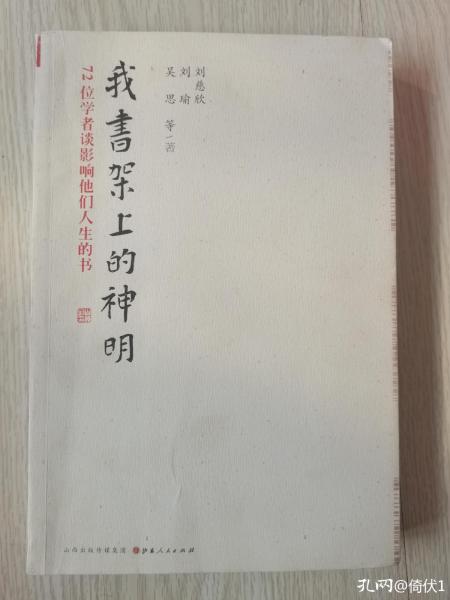 刘慈欣
刘瑜
吴思 等/著
我書架上的神明
72位学者谈影响他们人生的书
山西出版传媒集团 山西人民出版社
孔网@倚伏1